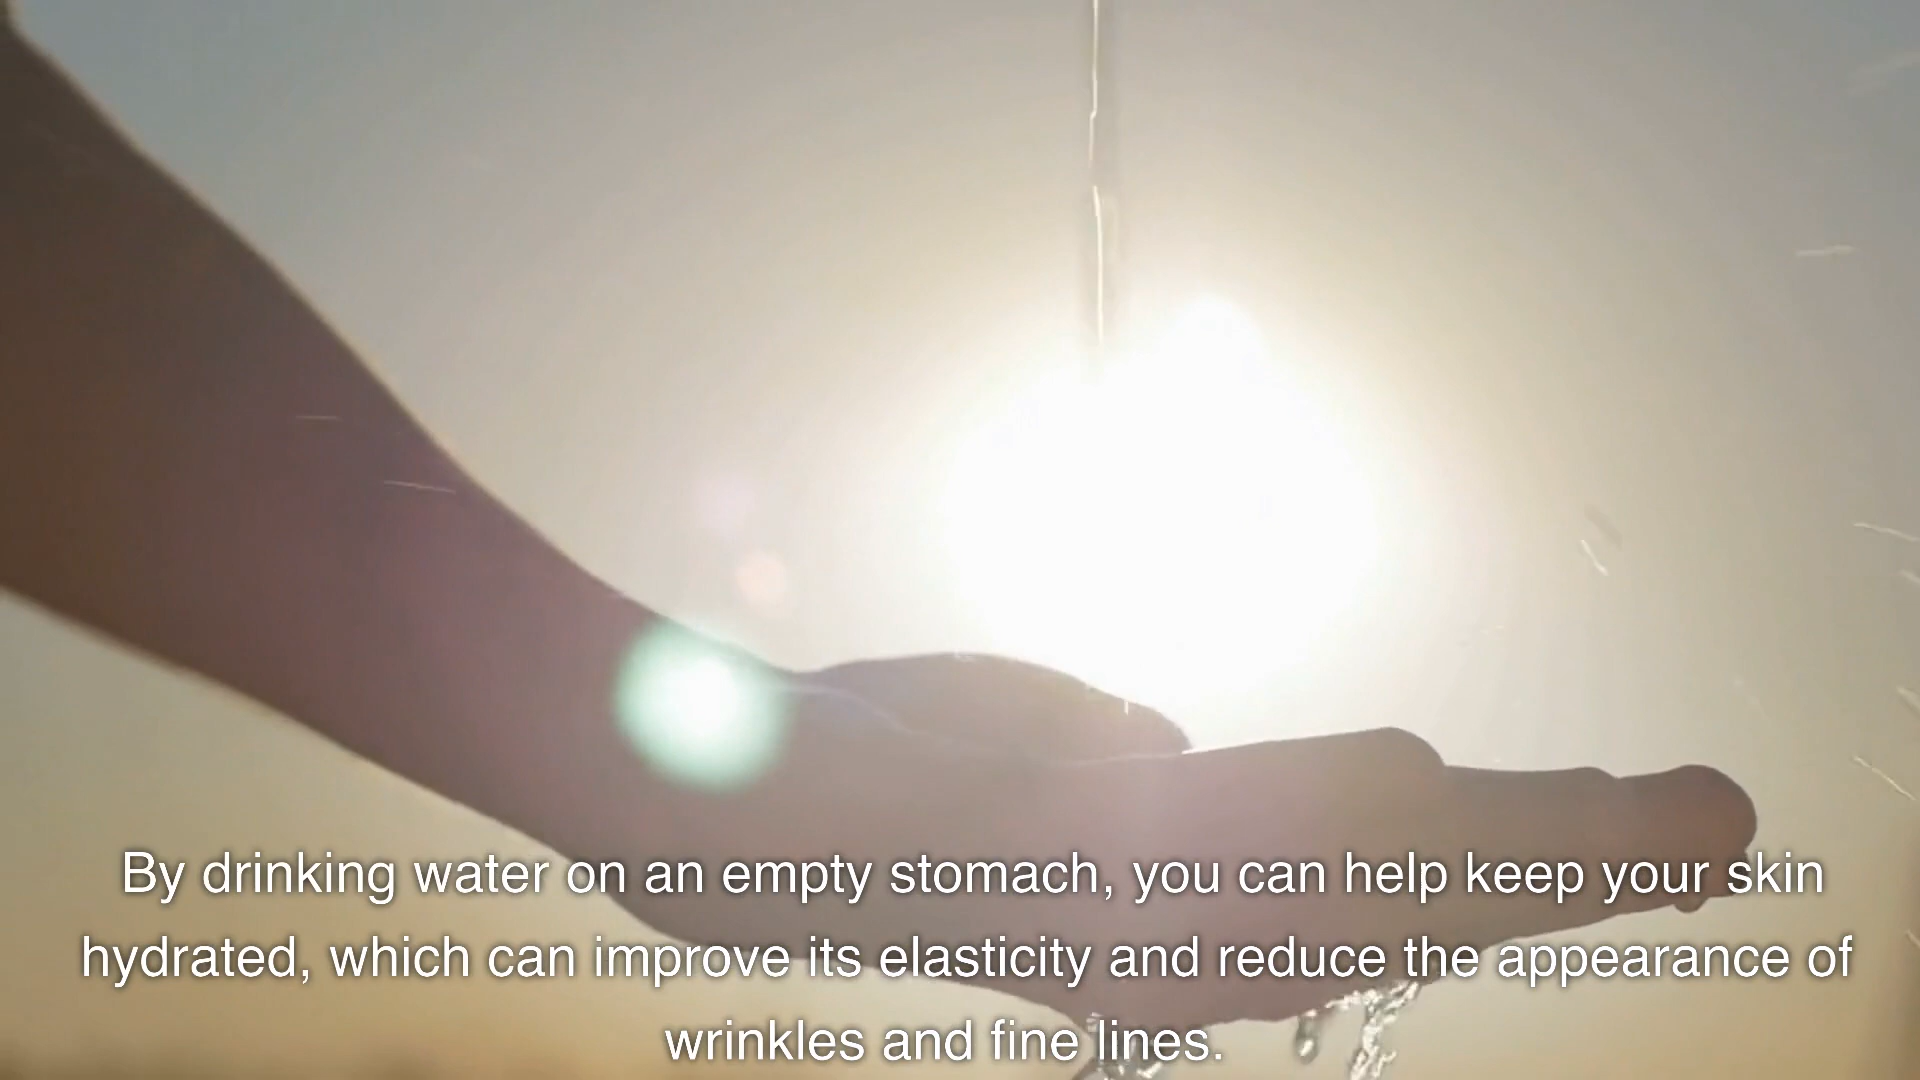 By drinking water on an empty stomach, you can help keep your skin
hydrated, which can improve its elasticity and reduce the appearance of
wrinkles and fine lines.